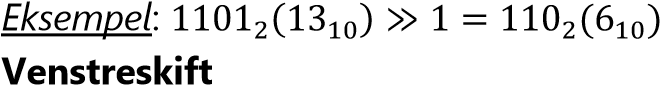 Eksempel: 1101₂(13₁₀) ≫ 1 = 110₂(6₁₀)
Venstreskift